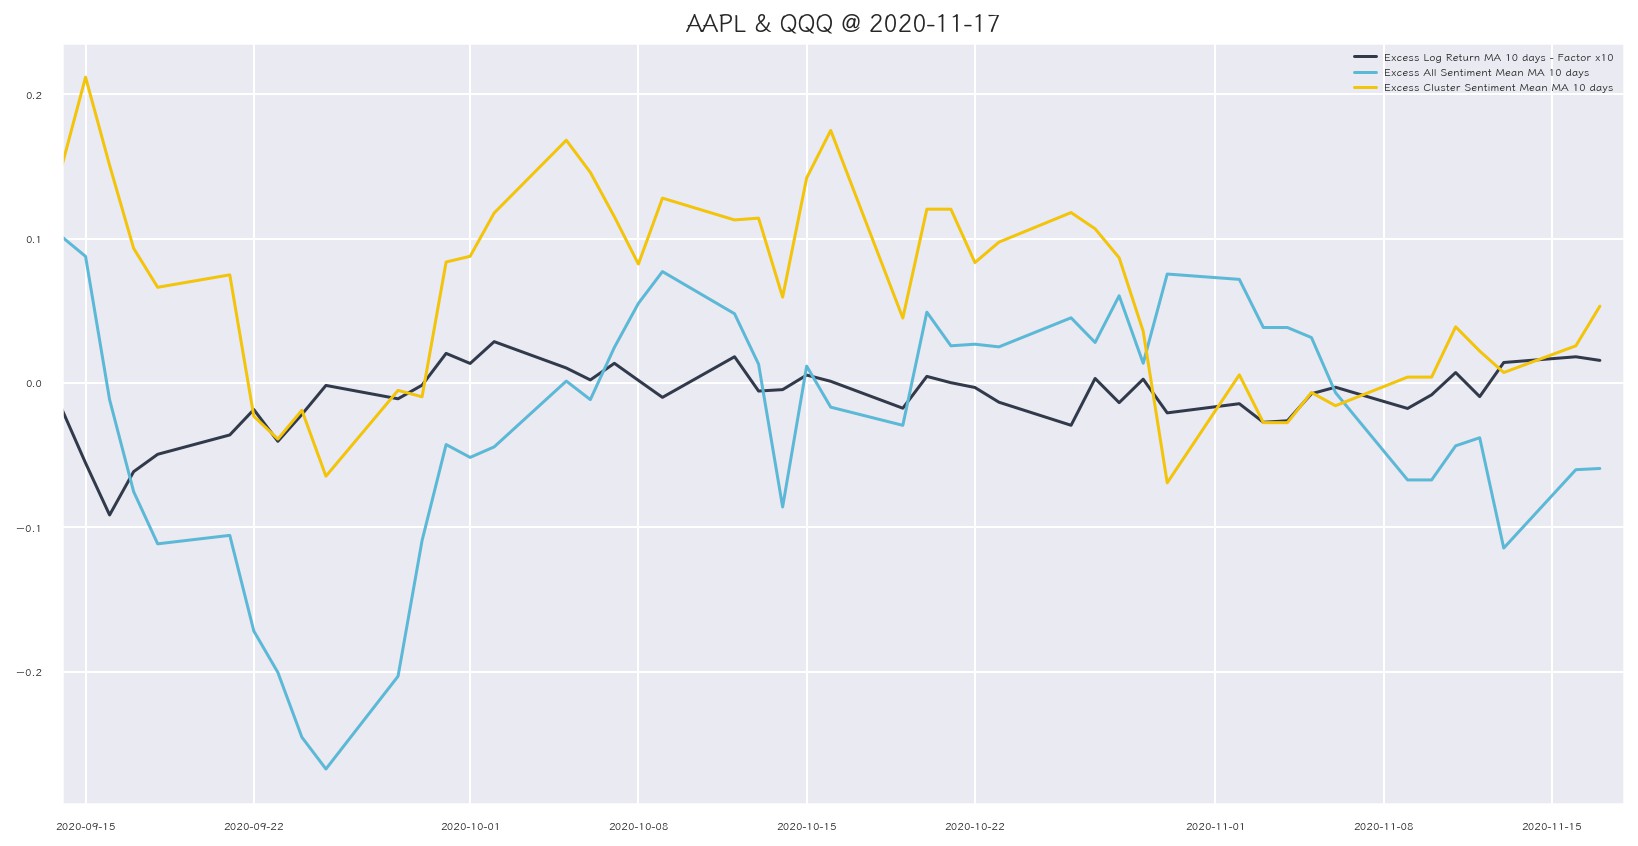 AAPL & QQQ @ 2020-11-17
Excess Log Return MA 10 days - Factor x10
Excess All Sentiment Mean MA 10 days
Excess Cluster Sentiment Mean MA 10 days
0.2
0.1
0.0
−0.1
−0.2
2020-09-15 2020-09-22 2020-10-01 2020-10-08 2020-10-15 2020-10-22 2020-11-01 2020-11-08 2020-11-15